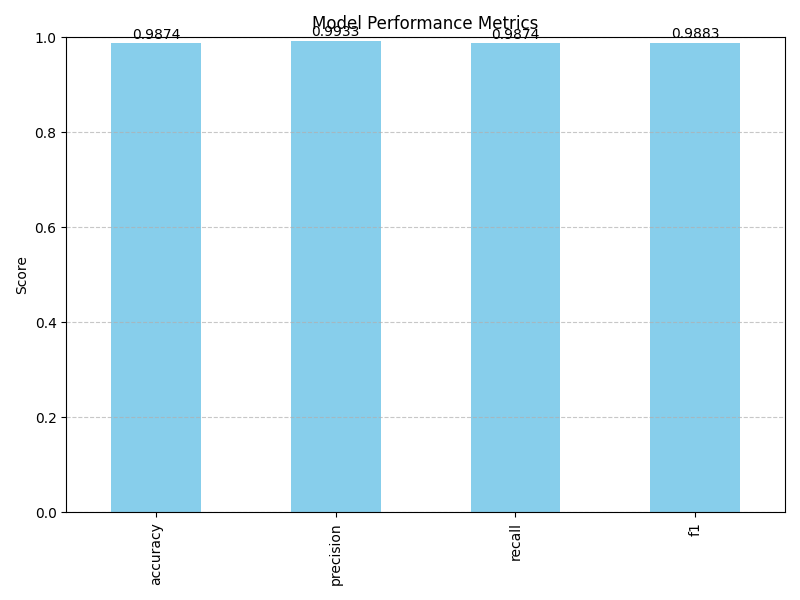 Model Performance Metrics
0.9874
0.9933
0.9874
0.9883
1.0
0.8
0.6
0.4
0.2
0.0
Score
accuracy
precision
recall
f1